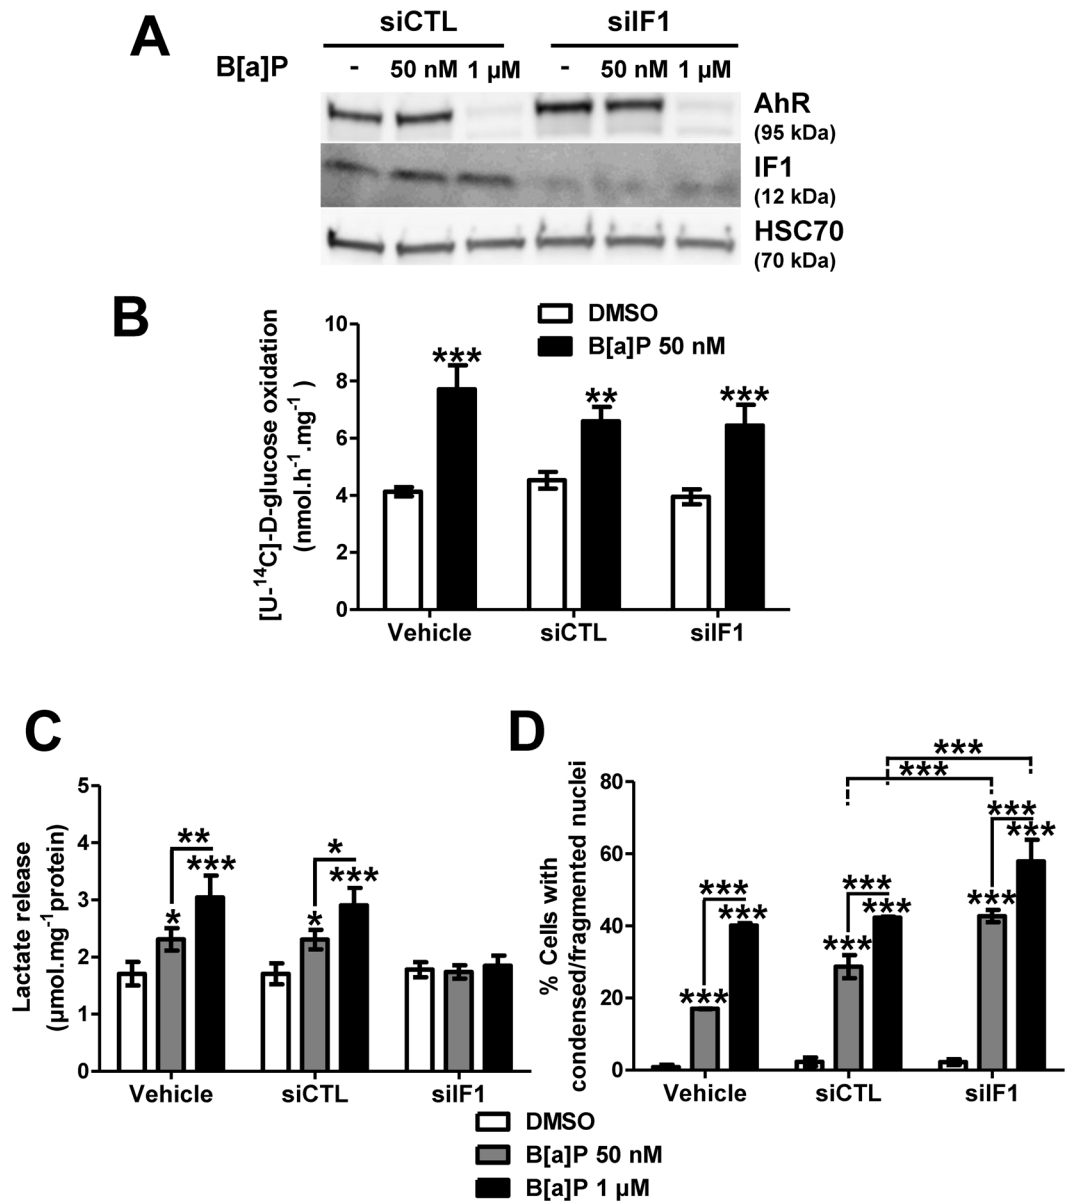 A
siCTL siIF1
B[a]P - 50 nM 1 µM - 50 nM 1 µM
AhR
(95 kDa)
IF1
(12 kDa)
HSC70
(70 kDa)
B
DMSO
B[a]P 50 nM
[U-¹⁴C]-D-glucose oxidation
(nmol.h⁻¹.mg⁻¹ )
10
8
6
4
2
0
*** ** ***
Vehicle siCTL siIF1
C
Lactate release
(µmol.mg⁻¹protein)
5
4
3
2
1
0
** *
* *** * ***
Vehicle siCTL siIF1
D
% Cells with
condensed/fragmented nuclei
80
60
40
20
0
***
***
*** *** ***
*** *** *** *** *** ***
Vehicle siCTL siIF1
DMSO
B[a]P 50 nM
B[a]P 1 µM